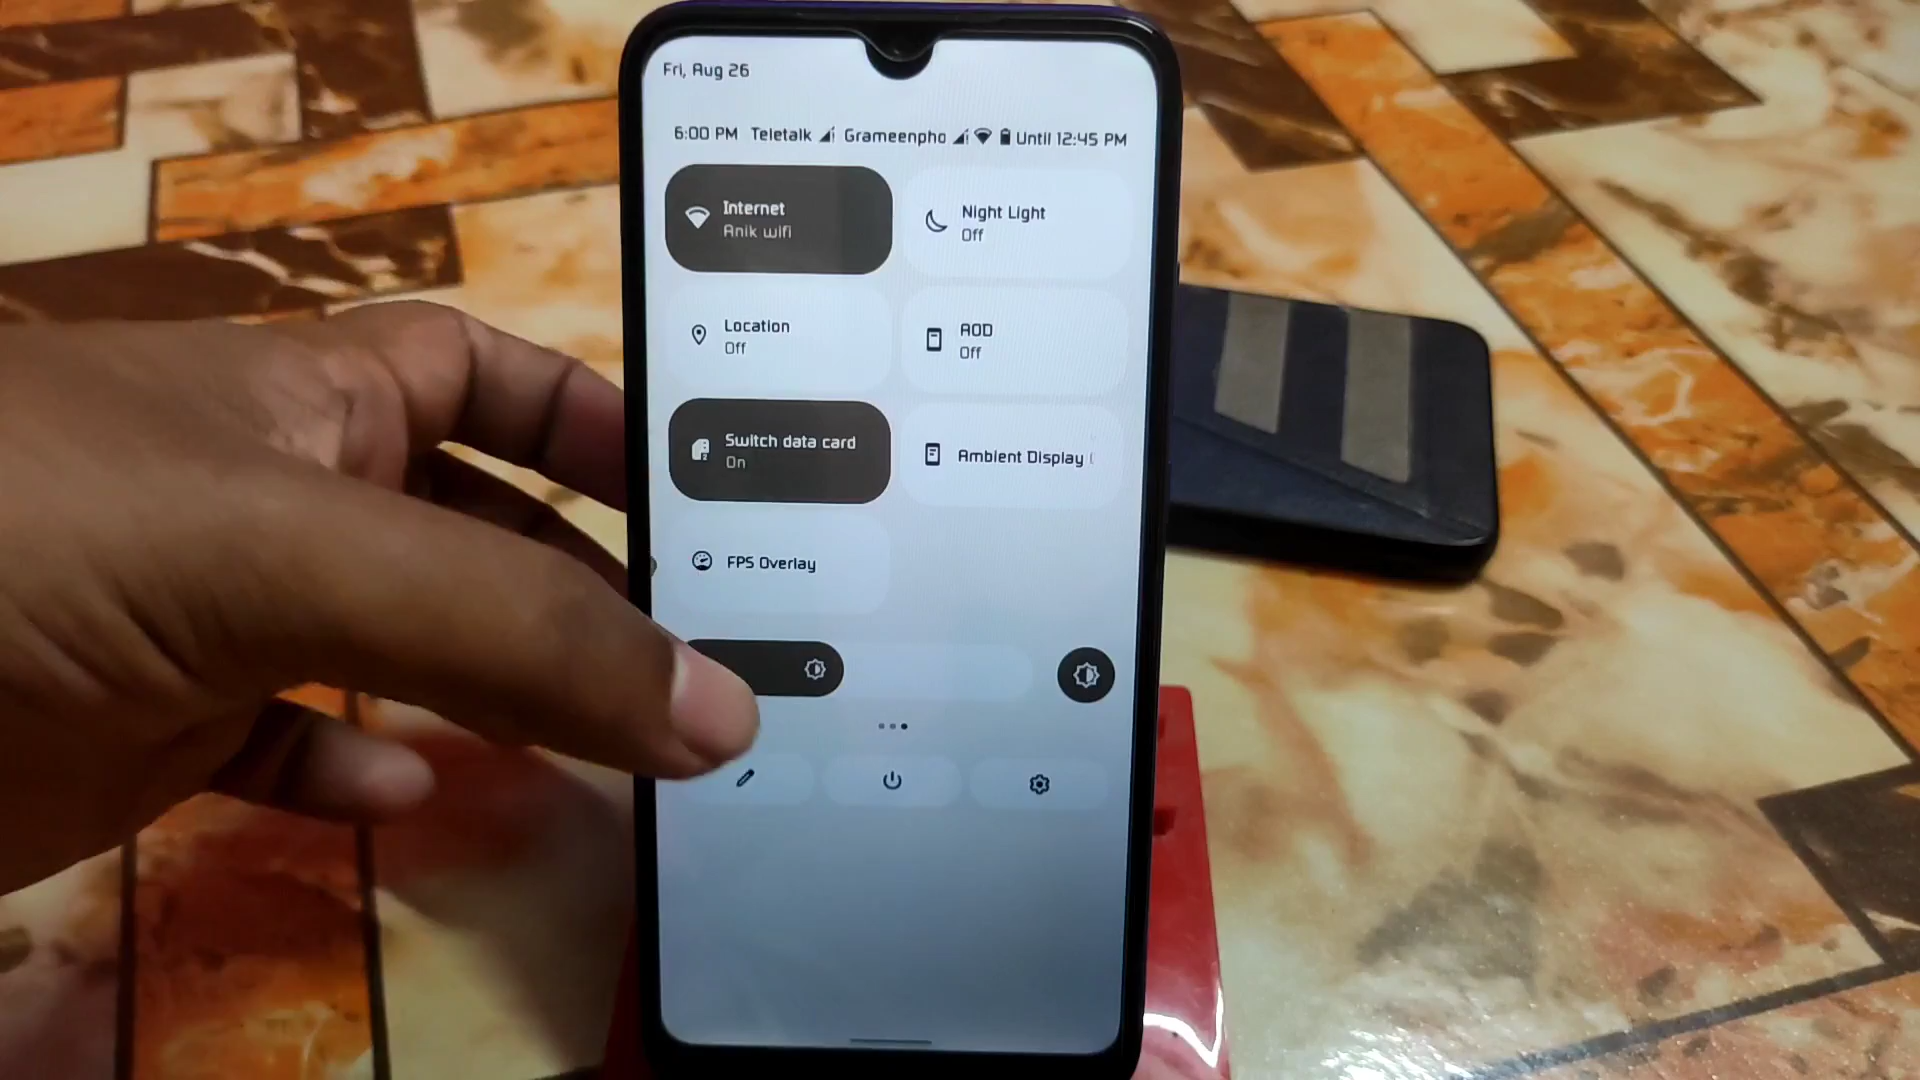 Fri, Aug 26
6:00 PM Teletalk Grameenpho Until 12:45 PM
Internet
Anik wifi
Night Light
Off
Location
Off
AOD
Off
Switch data card
On
Ambient Display
FPS Overlay